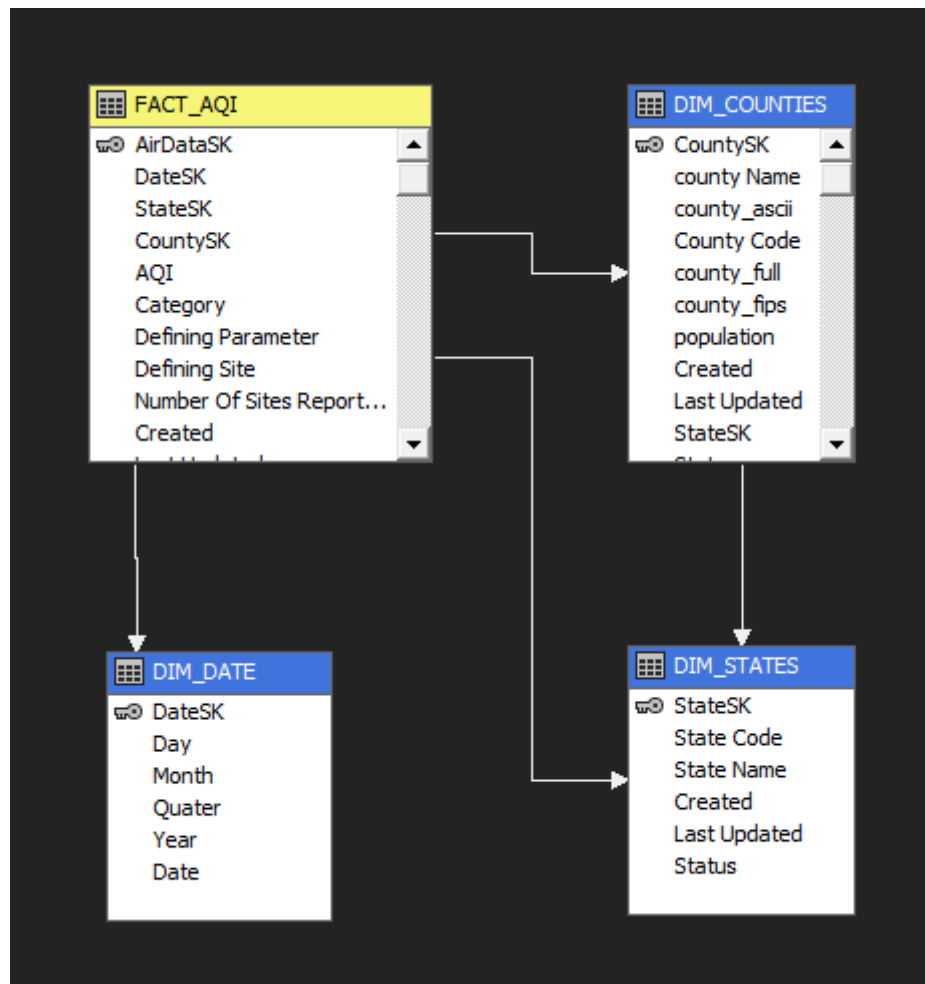 FACT_AQI
AirDataSK
DateSK
StateSK
CountySK
AQI
Category
Defining Parameter
Defining Site
Number Of Sites Report...
Created
DIM_COUNTIES
CountySK
county Name
county_ascii
County Code
county_full
county_fips
population
Created
Last Updated
StateSK
DIM_DATE
DateSK
Day
Month
Quater
Year
Date
DIM_STATES
StateSK
State Code
State Name
Created
Last Updated
Status